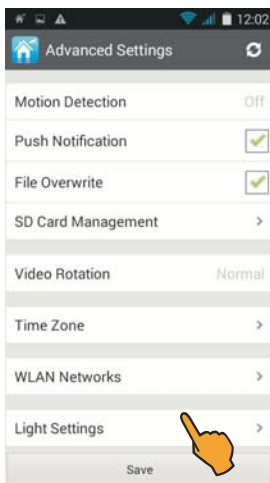 12:02
Advanced Settings
Motion Detection Off
Push Notification
File Overwrite
SD Card Management
Video Rotation Normal
Time Zone
WLAN Networks
Light Settings
Save